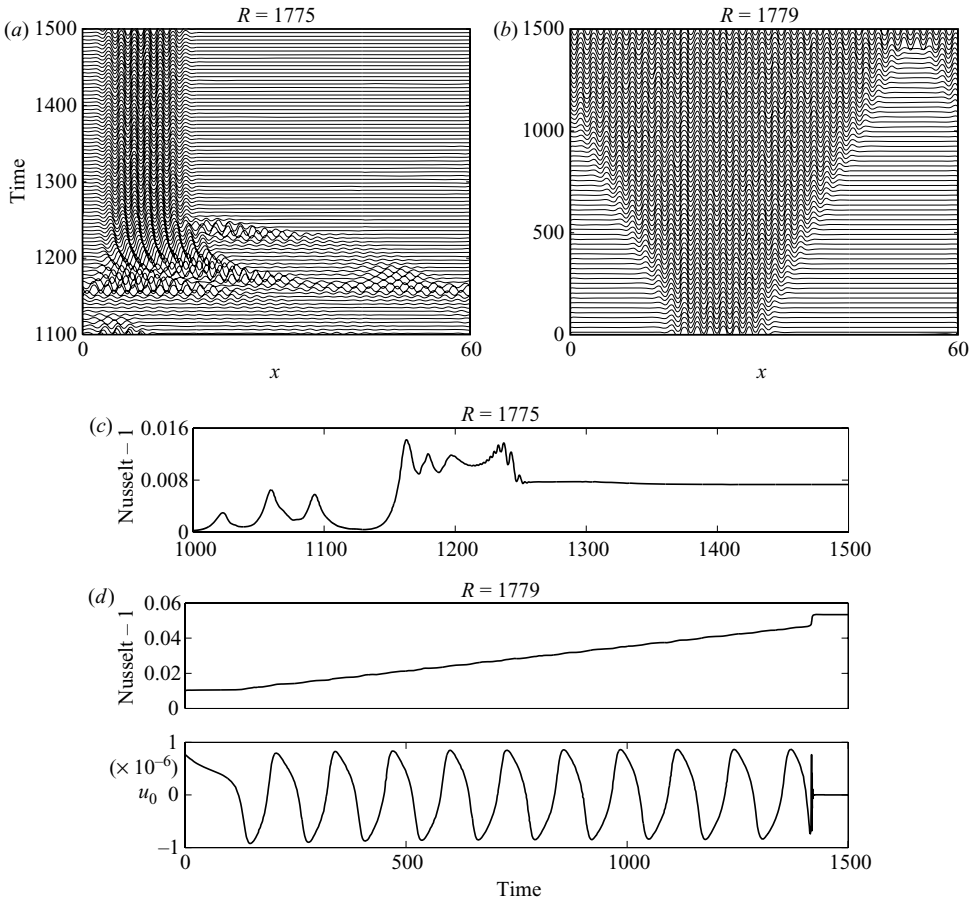 R = 1775
R = 1779
(a)
(b)
1500
1400
1300
1200
1100
Time
0
60
x
1500
1000
500
0
0
60
x
R = 1775
(c)
Nusselt – 1
0.016
0.008
0
1000
1100
1200
1300
1400
1500
R = 1779
(d)
Nusselt – 1
0.06
0.04
0.02
0
1
(× 10⁻⁶)
u₀
0
–1
0
500
1000
1500
Time